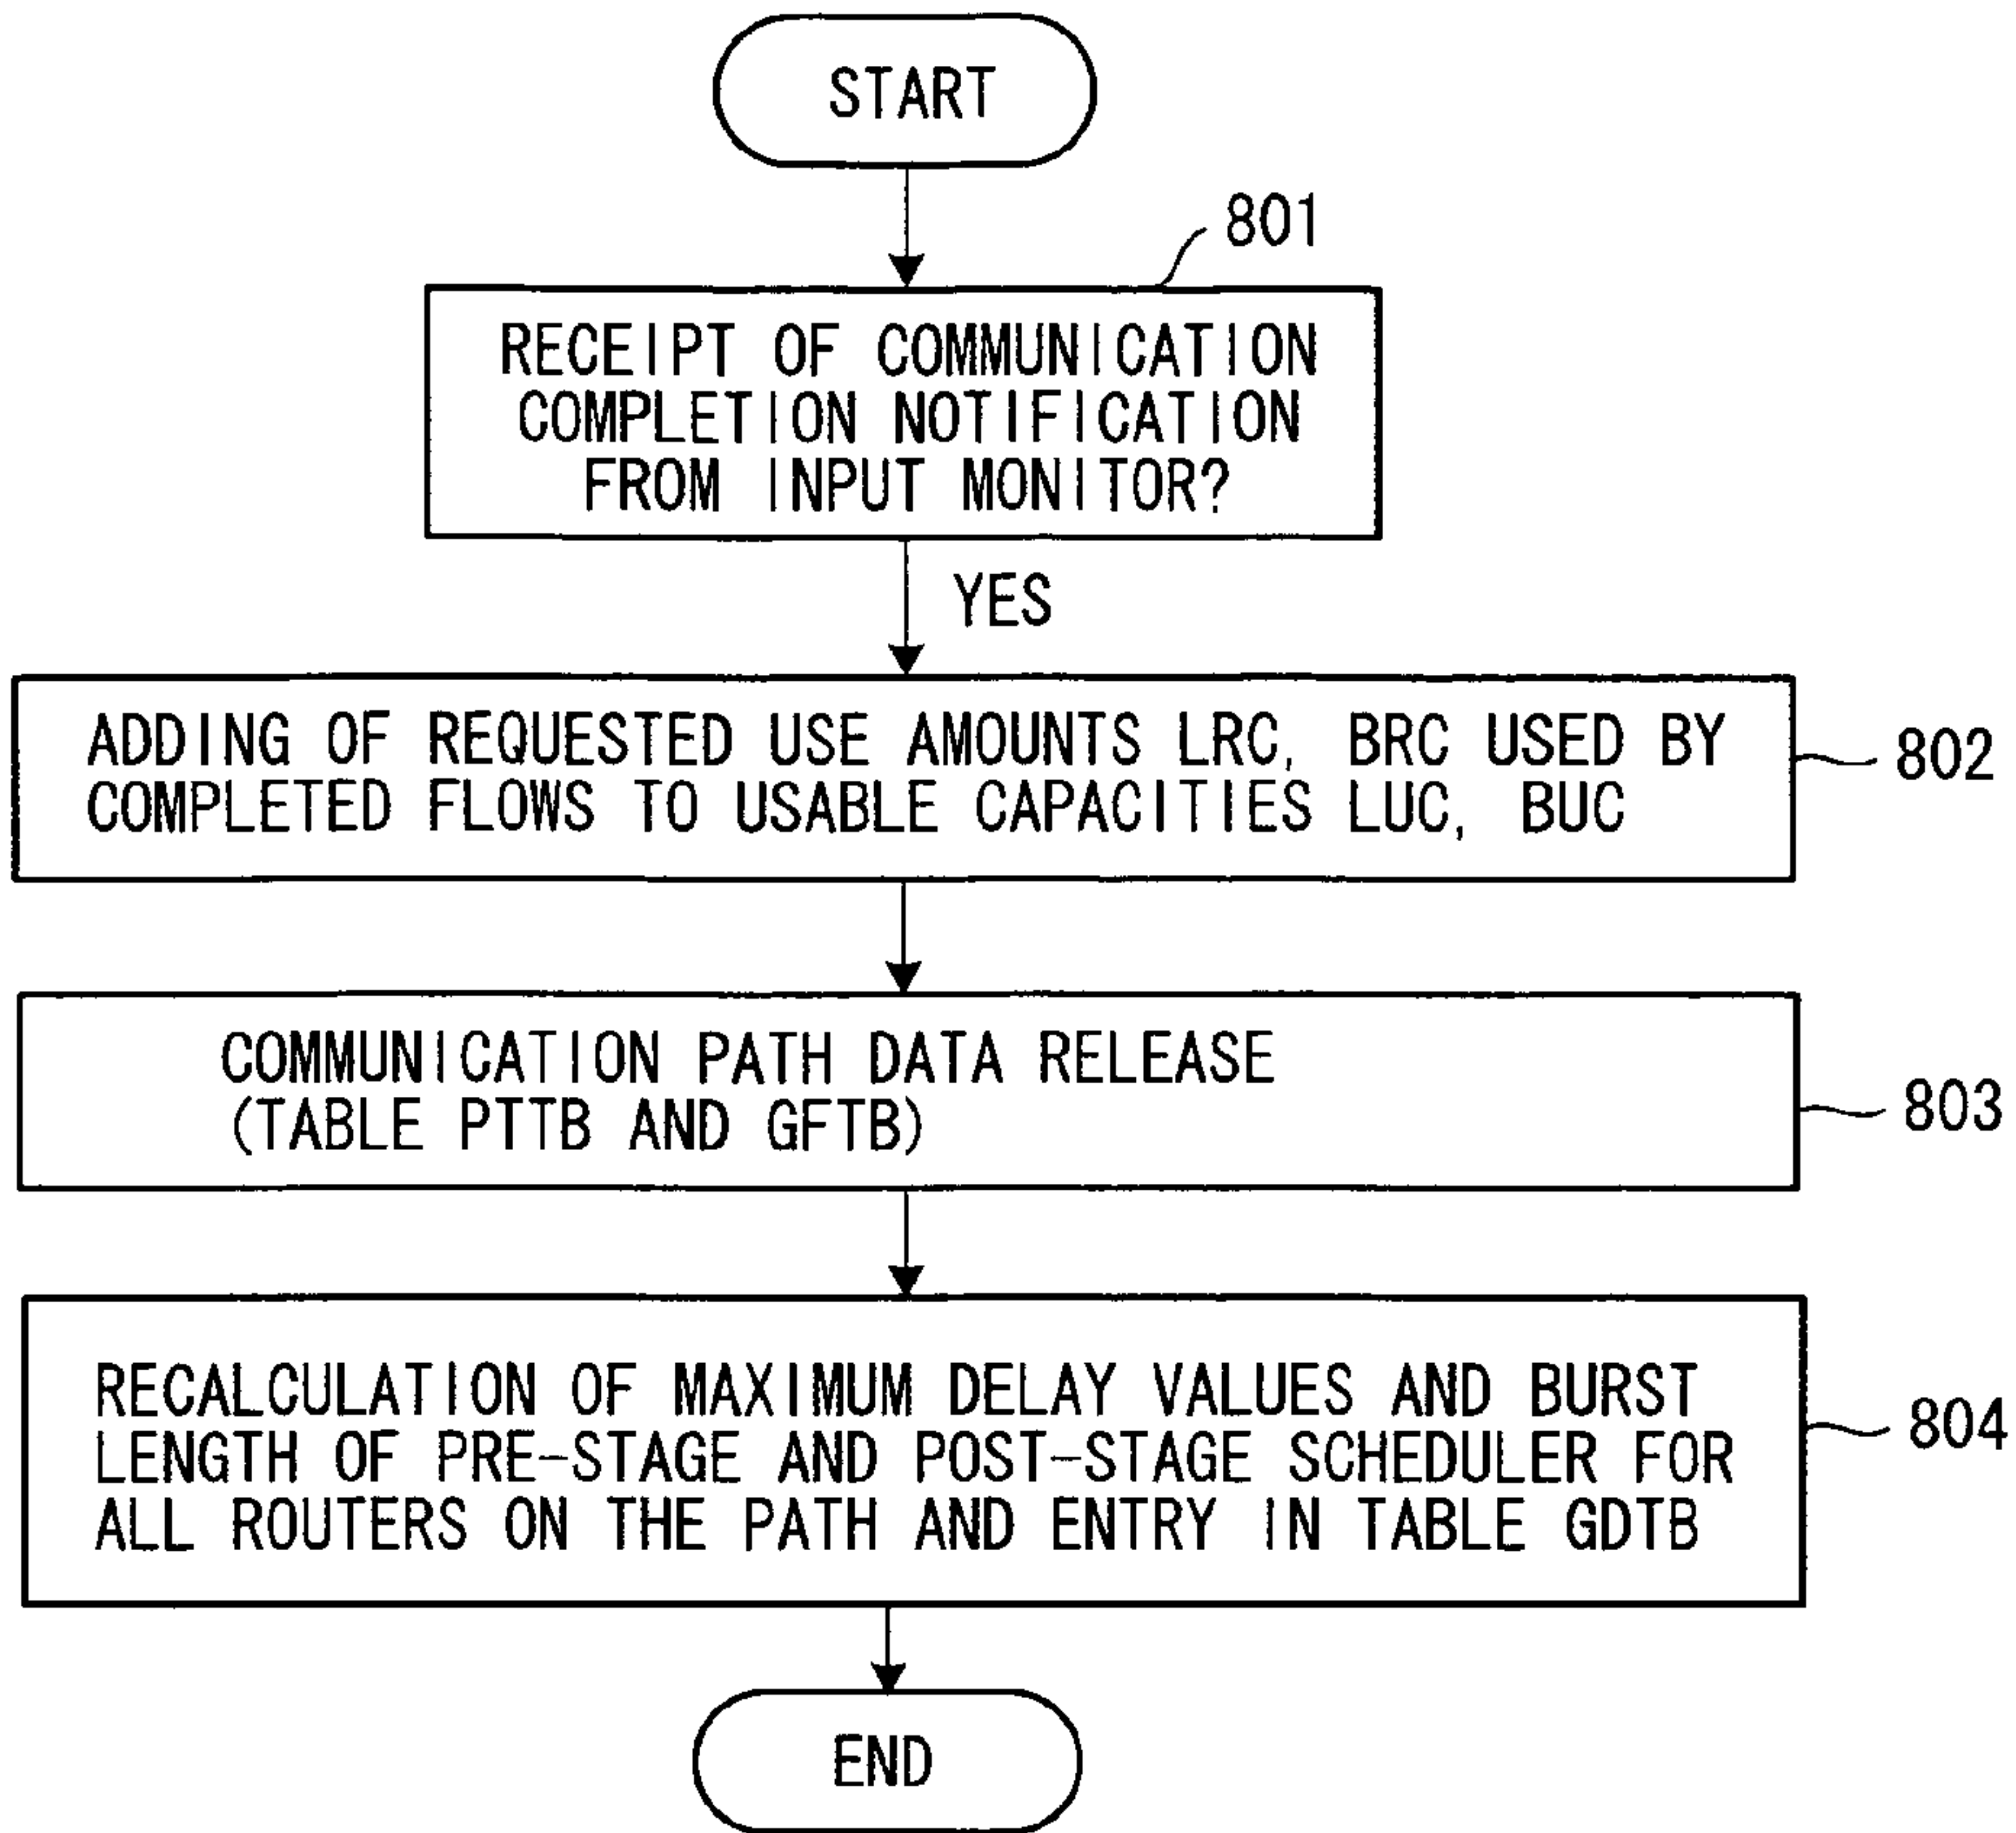 START
801
RECEIPT OF COMMUNICATION
COMPLETION NOTIFICATION
FROM INPUT MONITOR?
YES
ADDING OF REQUESTED USE AMOUNTS LRC, BRC USED BY
COMPLETED FLOWS TO USABLE CAPACITIES LUC, BUC
802
COMMUNICATION PATH DATA RELEASE
(TABLE PTTB AND GFTB)
803
RECALCULATION OF MAXIMUM DELAY VALUES AND BURST
LENGTH OF PRE-STAGE AND POST-STAGE SCHEDULER FOR
ALL ROUTERS ON THE PATH AND ENTRY IN TABLE GDTB
804
END